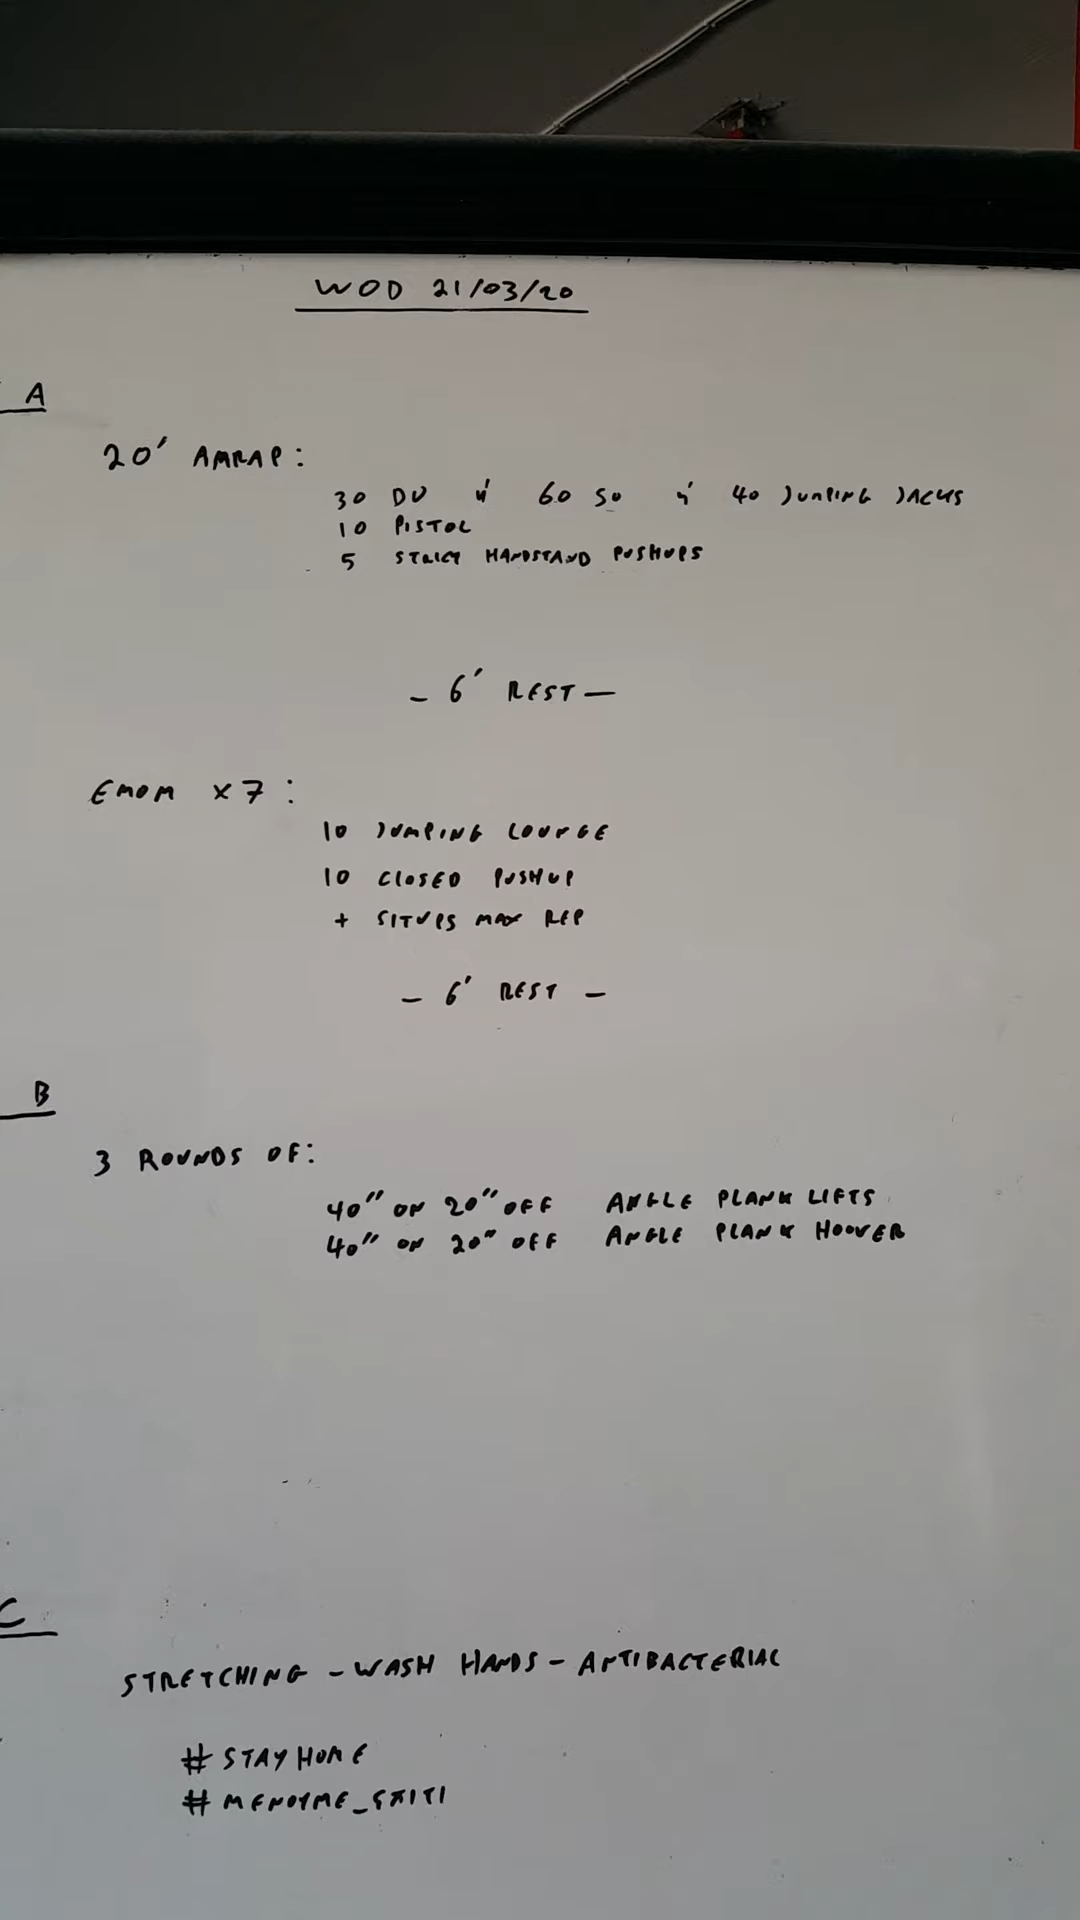 WOD 21/03/20
A
20' AMRAP:
30 DU ή 60 SU ή 40 JUMPING JACKS
10 PISTOL
5 STRICT HANDSTAND PUSHUPS
- 6' REST -
EMOM x7:
10 JUMPING LOUNGE
10 CLOSED PUSHUP
+ SITUPS MAX REP
- 6' REST -
B
3 ROUNDS OF:
40" ON 20" OFF ANGLE PLANK LIFTS
40" ON 20" OFF ANGLE PLANK HOOVER
C
STRETCHING - WASH HANDS - ANTIBACTERIAL
# STAYHOME
# MENOYME_SPITI